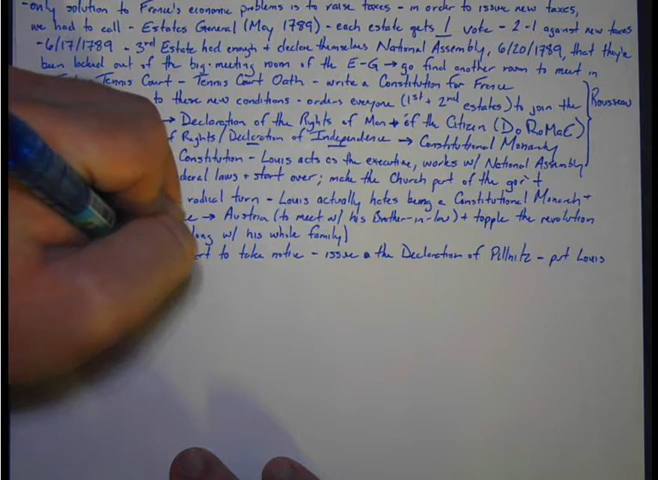 -only solution to France's economic problems is to raise taxes - in order to issue new taxes,
we had to call - Estates General (May 1789) - each estate gets 1 vote - 2-1 against new taxes
-6/17/1789 - 3rd Estate had enough + declare themselves National Assembly, 6/20/1789, that they've
been locked out of the big meeting room of the E-G → go find another room to meet in
Tennis Court - Tennis Court Oath - write a Constitution for France
to these new conditions - orders everyone (1st + 2nd estates) to join the
Rousseau
→ Declaration of the Rights of Man + of the Citizen (DoRoMaC)
Rights/Declaration of Independence → Constitutional Monarchy
Constitution - Louis acts as the executive, works w/ National Assembly
laws + start over; make the Church part of the gov't
radical turn - Louis actually hates being a Constitutional Monarch +
→ Austria (to meet w/ his Brother-in-law) + topple the revolution
w/ his whole family)
to take notice - issue the Declaration of Pillnitz - put Louis